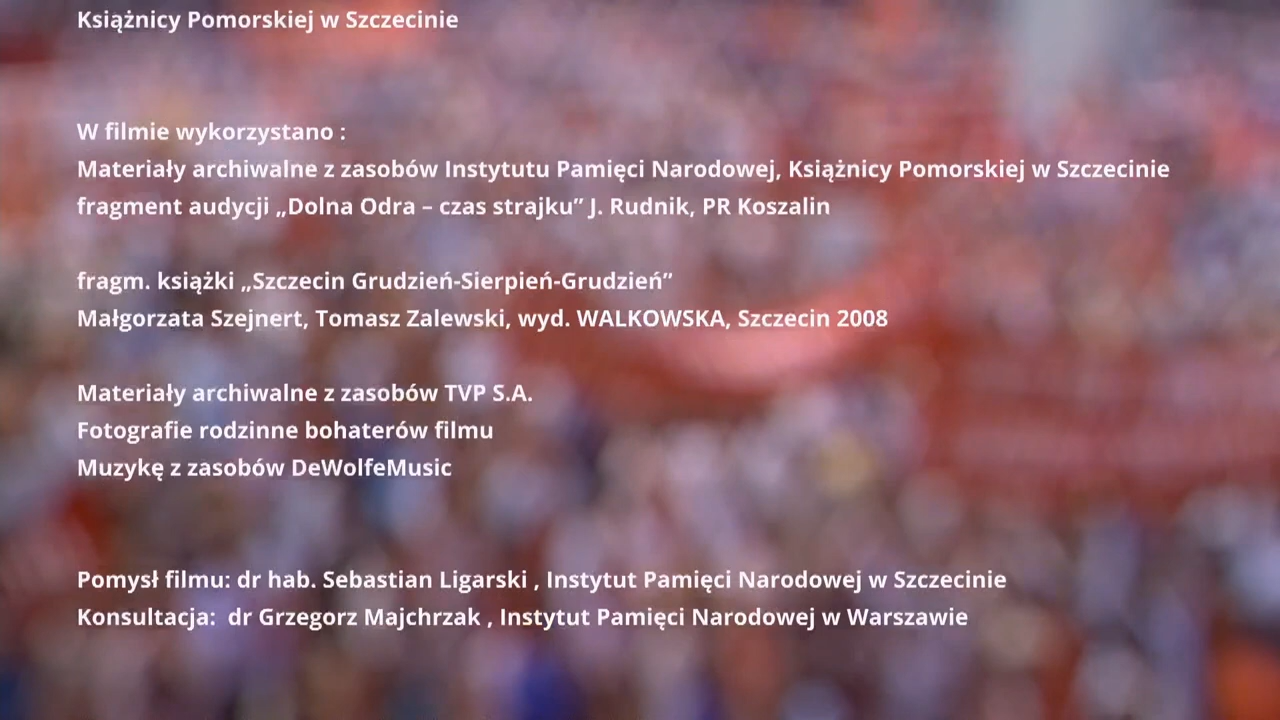 Książnicy Pomorskiej w Szczecinie
W filmie wykorzystano :
Materiały archiwalne z zasobów Instytutu Pamięci Narodowej, Książnicy Pomorskiej w Szczecinie
fragment audycji „Dolna Odra – czas strajku” J. Rudnik, PR Koszalin
fragm. książki „Szczecin Grudzień-Sierpień-Grudzień”
Małgorzata Szejnert, Tomasz Zalewski, wyd. WALKOWSKA, Szczecin 2008
Materiały archiwalne z zasobów TVP S.A.
Fotografie rodzinne bohaterów filmu
Muzykę z zasobów DeWolfeMusic
Pomysł filmu: dr hab. Sebastian Ligarski , Instytut Pamięci Narodowej w Szczecinie
Konsultacja:  dr Grzegorz Majchrzak , Instytut Pamięci Narodowej w Warszawie